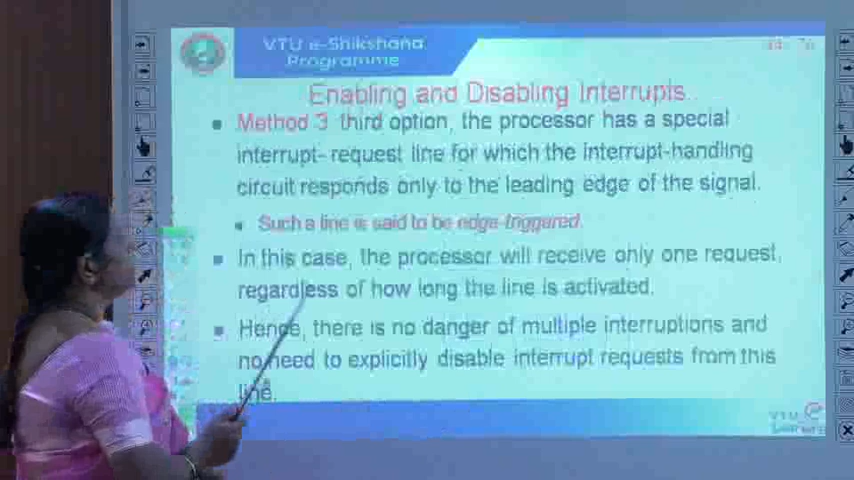 VTU e-Shikshana
Programme
Enabling and Disabling Interrupts..
Method 3 third option, the processor has a special
interrupt- request line for which the interrupt-handling
circuit responds only to the leading edge of the signal.
Such a line is said to be edge-triggared.
In this case, the processor will receive only one request,
regardless of how long the line is activated.
Hence, there is no danger of multiple interruptions and
no need to explicitly disable interrupt requests from this
line.
VTU